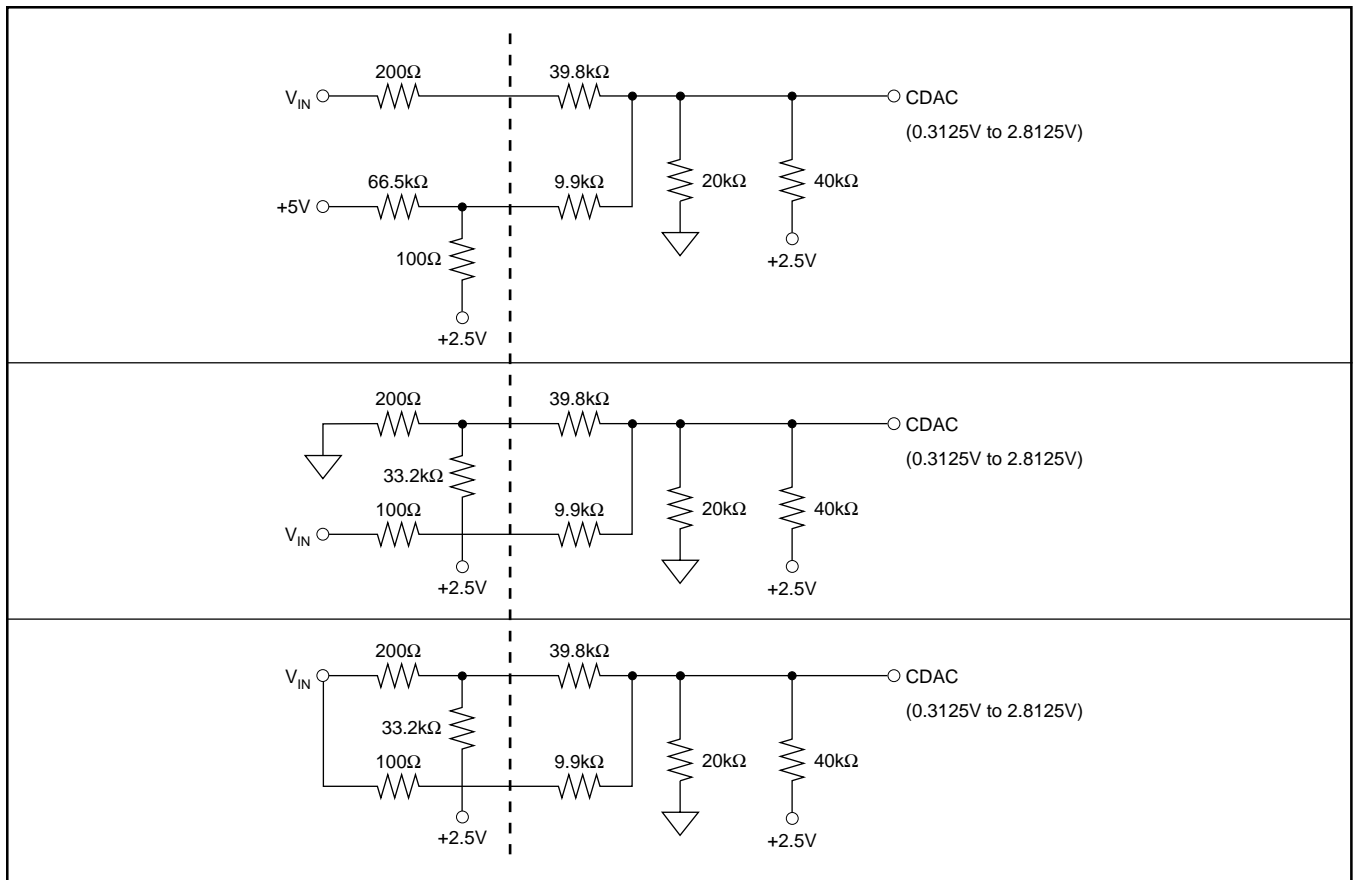 200Ω
39.8kΩ
V_IN
CDAC
(0.3125V to 2.8125V)
66.5kΩ
9.9kΩ
20kΩ
40kΩ
+5V
100Ω
+2.5V
+2.5V
200Ω
39.8kΩ
CDAC
(0.3125V to 2.8125V)
33.2kΩ
100Ω
9.9kΩ
20kΩ
40kΩ
V_IN
+2.5V
+2.5V
200Ω
39.8kΩ
V_IN
CDAC
(0.3125V to 2.8125V)
33.2kΩ
100Ω
9.9kΩ
20kΩ
40kΩ
+2.5V
+2.5V